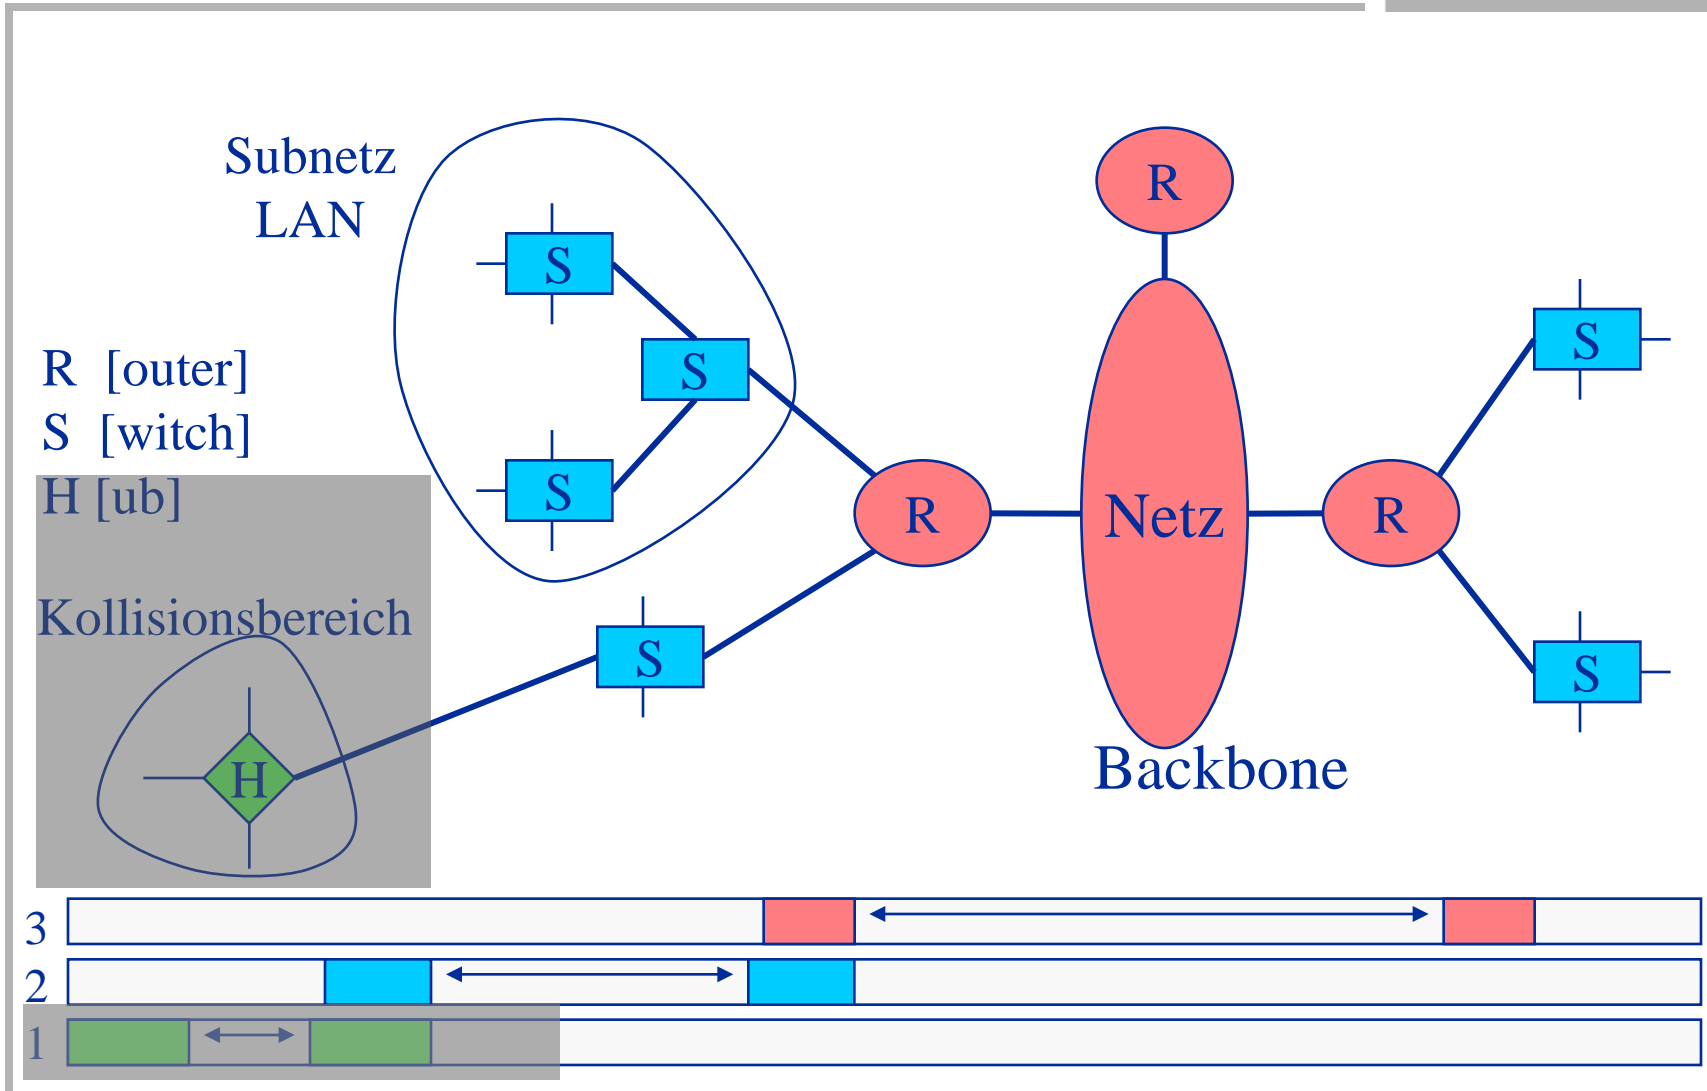 Subnetz
LAN
R [outer]
S [witch]
H [ub]
Kollisionsbereich
S
S
S
S
H
R
R
Netz
R
Backbone
S
S
3
2
1